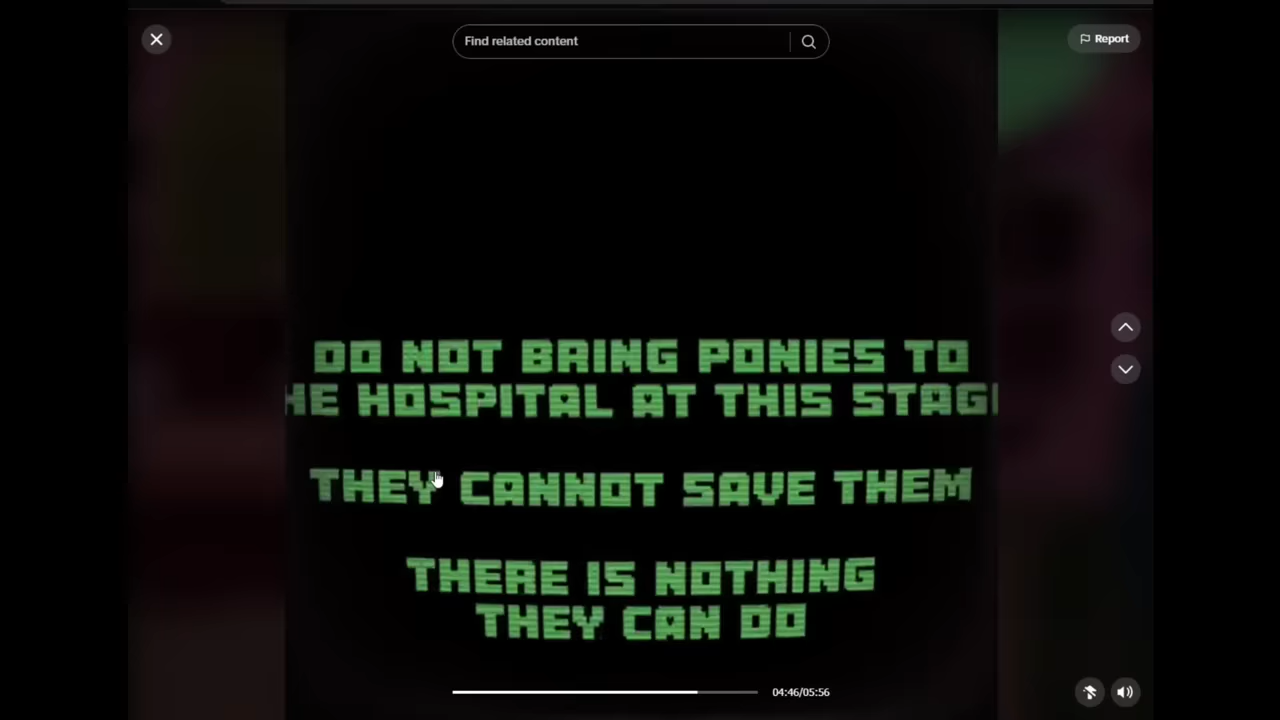 Find related content
Report
DO NOT BRING PONIES TO
HE HOSPITAL AT THIS STAG
THEY CANNOT SAVE THEM
THERE IS NOTHING
THEY CAN DO
04:46/05:56